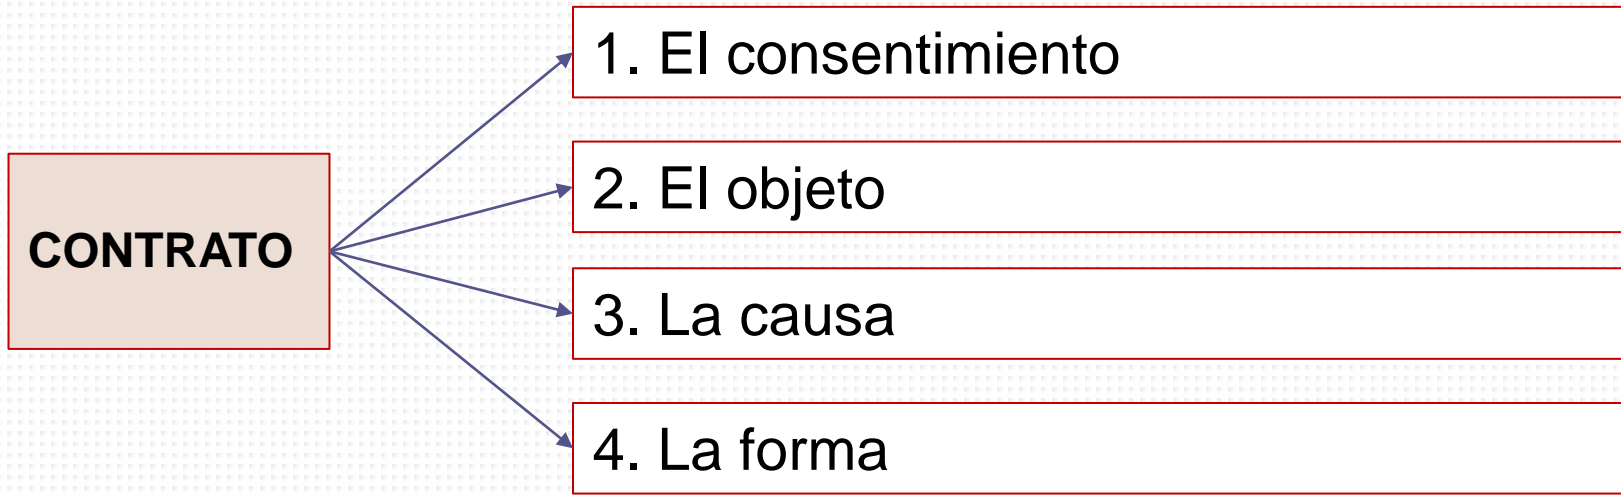 1. El consentimiento
2. El objeto
CONTRATO
3. La causa
4. La forma